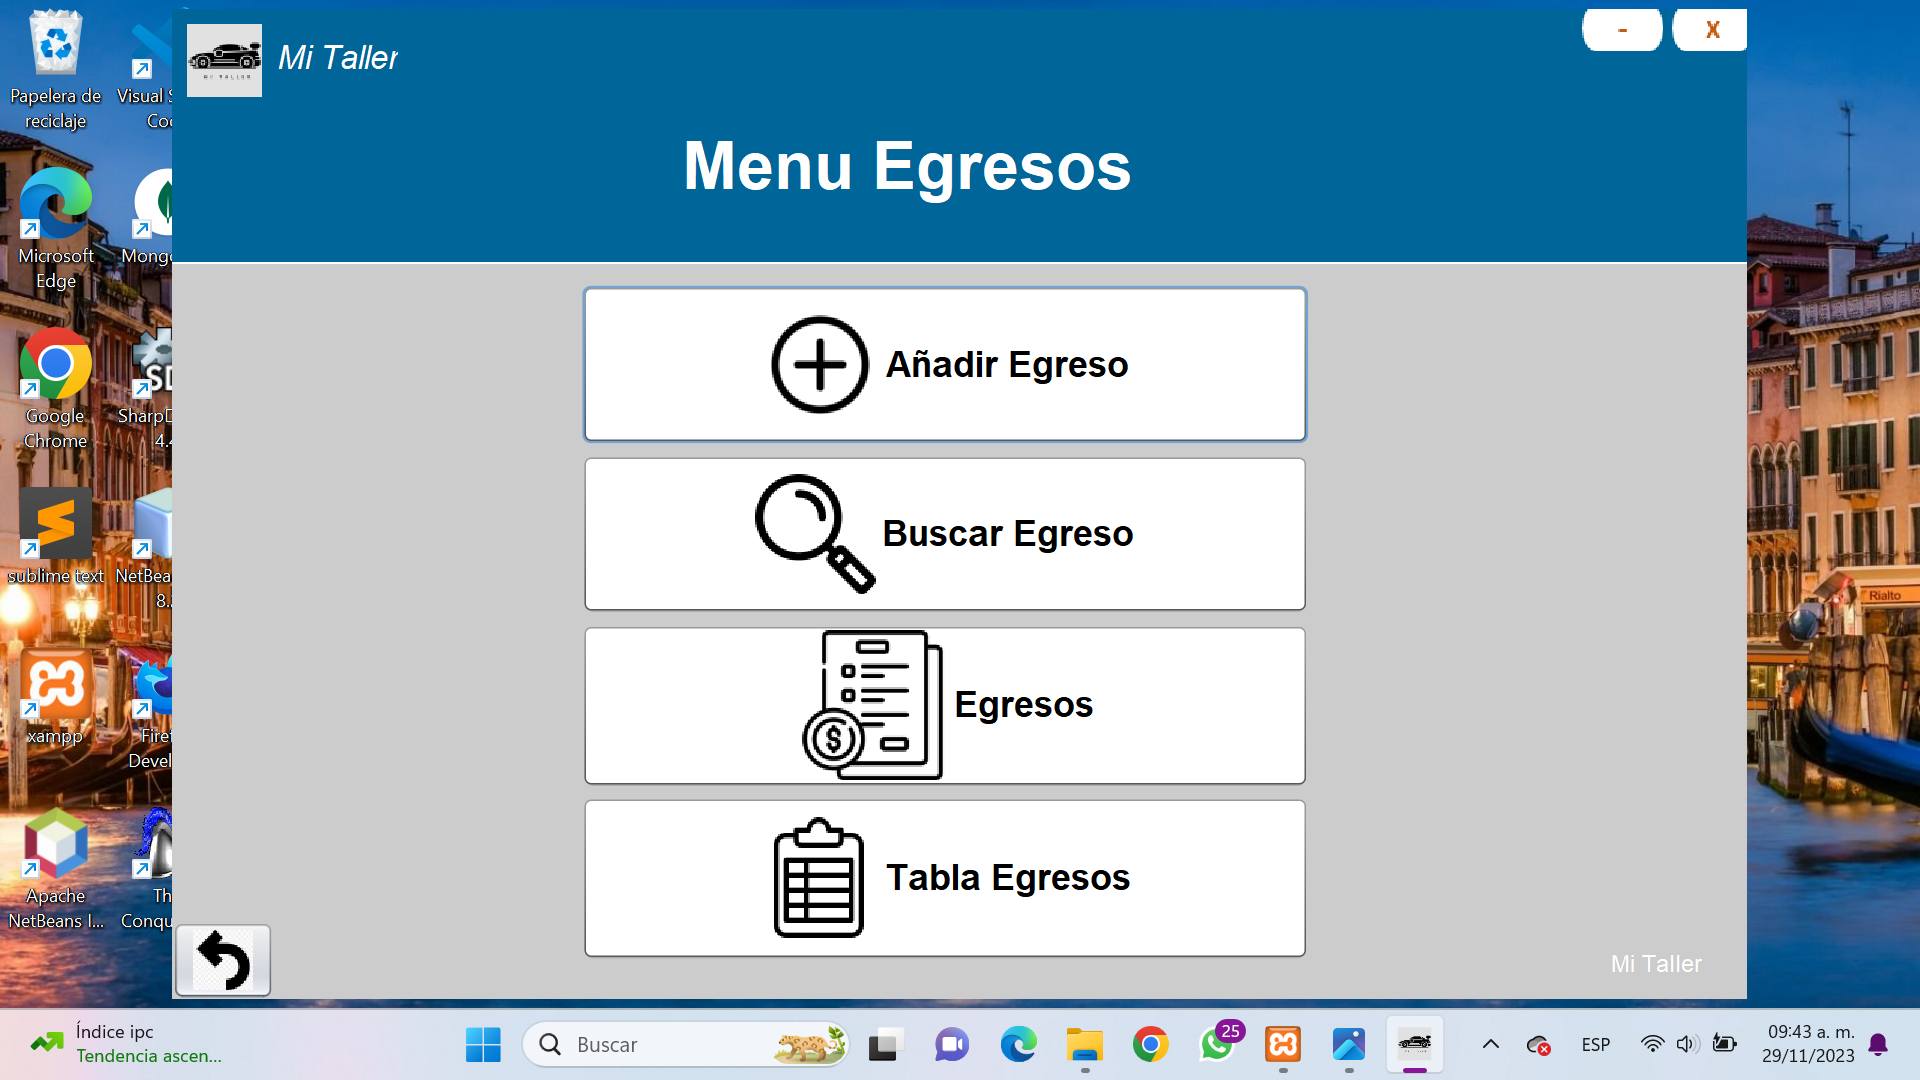 Papelera de
reciclaje
Visual S
Microsoft
Edge
Google
Chrome
SharpD
4.4
sublime text
NetBea
8.
xampp
Firef
Devel
Apache
NetBeans I...
Th
Conqu
Mi Taller
-
X
Menu Egresos
Añadir Egreso
Buscar Egreso
Egresos
$
Tabla Egresos
Mi Taller
Rialto
Índice ipc
Tendencia ascen...
Buscar
25
ESP
09:43 a. m.
29/11/2023